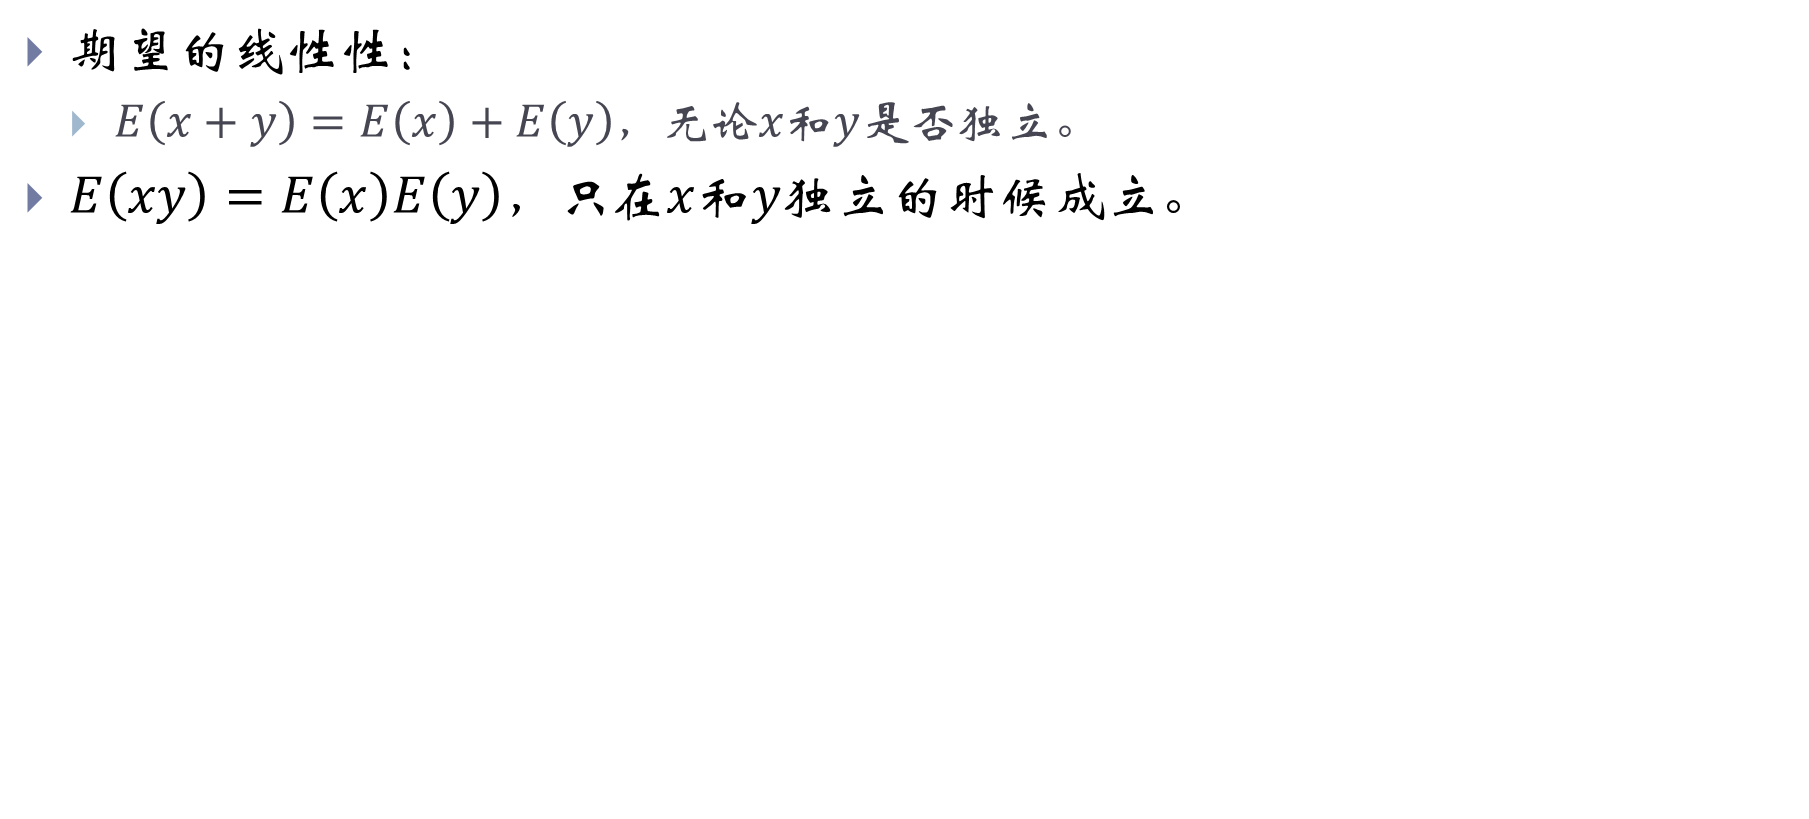 期望的线性性：
E(x + y) = E(x) + E(y)，无论x和y是否独立。
E(xy) = E(x)E(y)，只在x和y独立的时候成立。